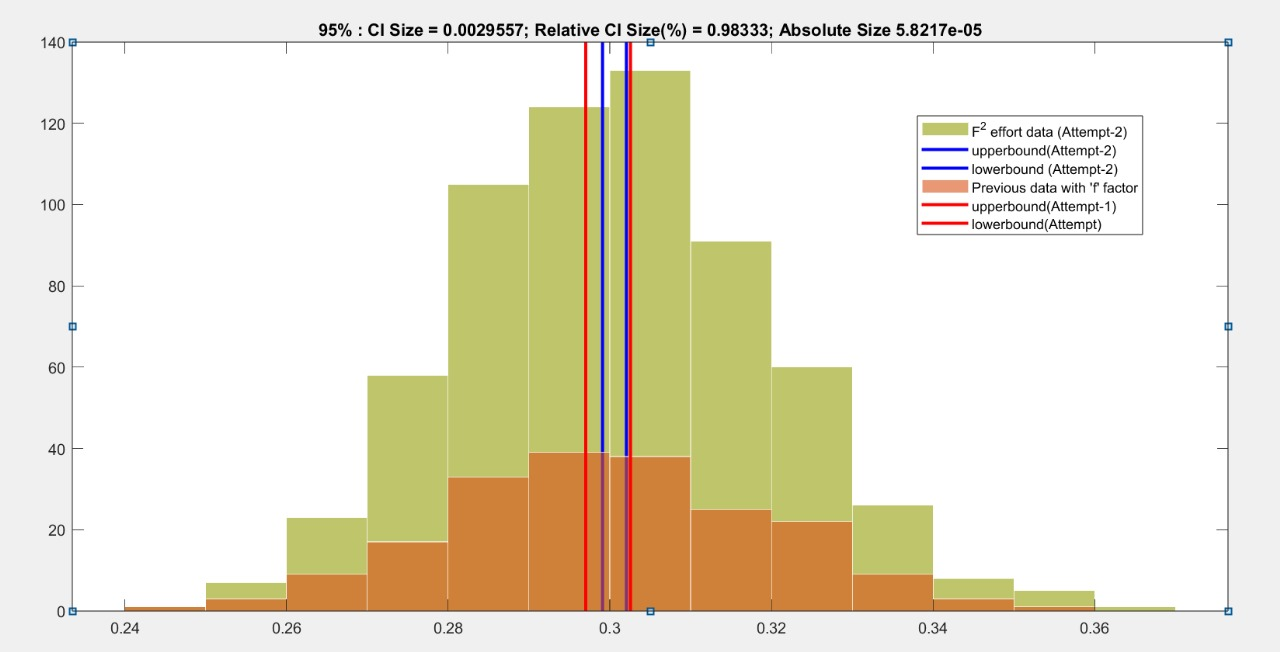 95% : CI Size = 0.0029557; Relative CI Size(%) = 0.98333; Absolute Size 5.8217e-05
140
120
100
80
60
40
20
0
F² effort data (Attempt-2)
upperbound(Attempt-2)
lowerbound (Attempt-2)
Previous data with 'f' factor
upperbound(Attempt-1)
lowerbound(Attempt)
0.24 0.26 0.28 0.3 0.32 0.34 0.36